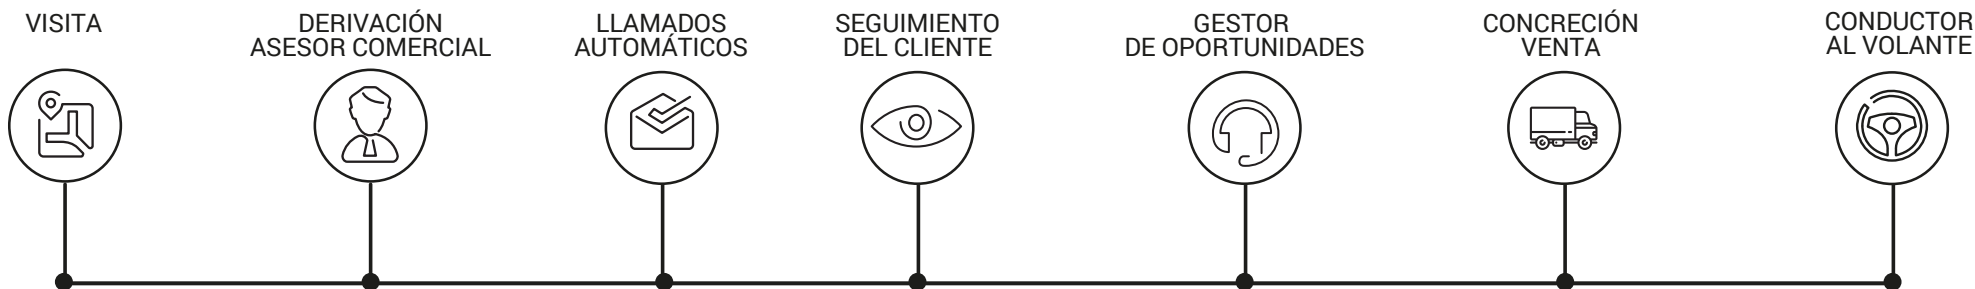 VISITA
DERIVACIÓN
ASESOR COMERCIAL
LLAMADOS
AUTOMÁTICOS
SEGUIMIENTO
DEL CLIENTE
GESTOR
DE OPORTUNIDADES
CONCRECIÓN
VENTA
CONDUCTOR
AL VOLANTE